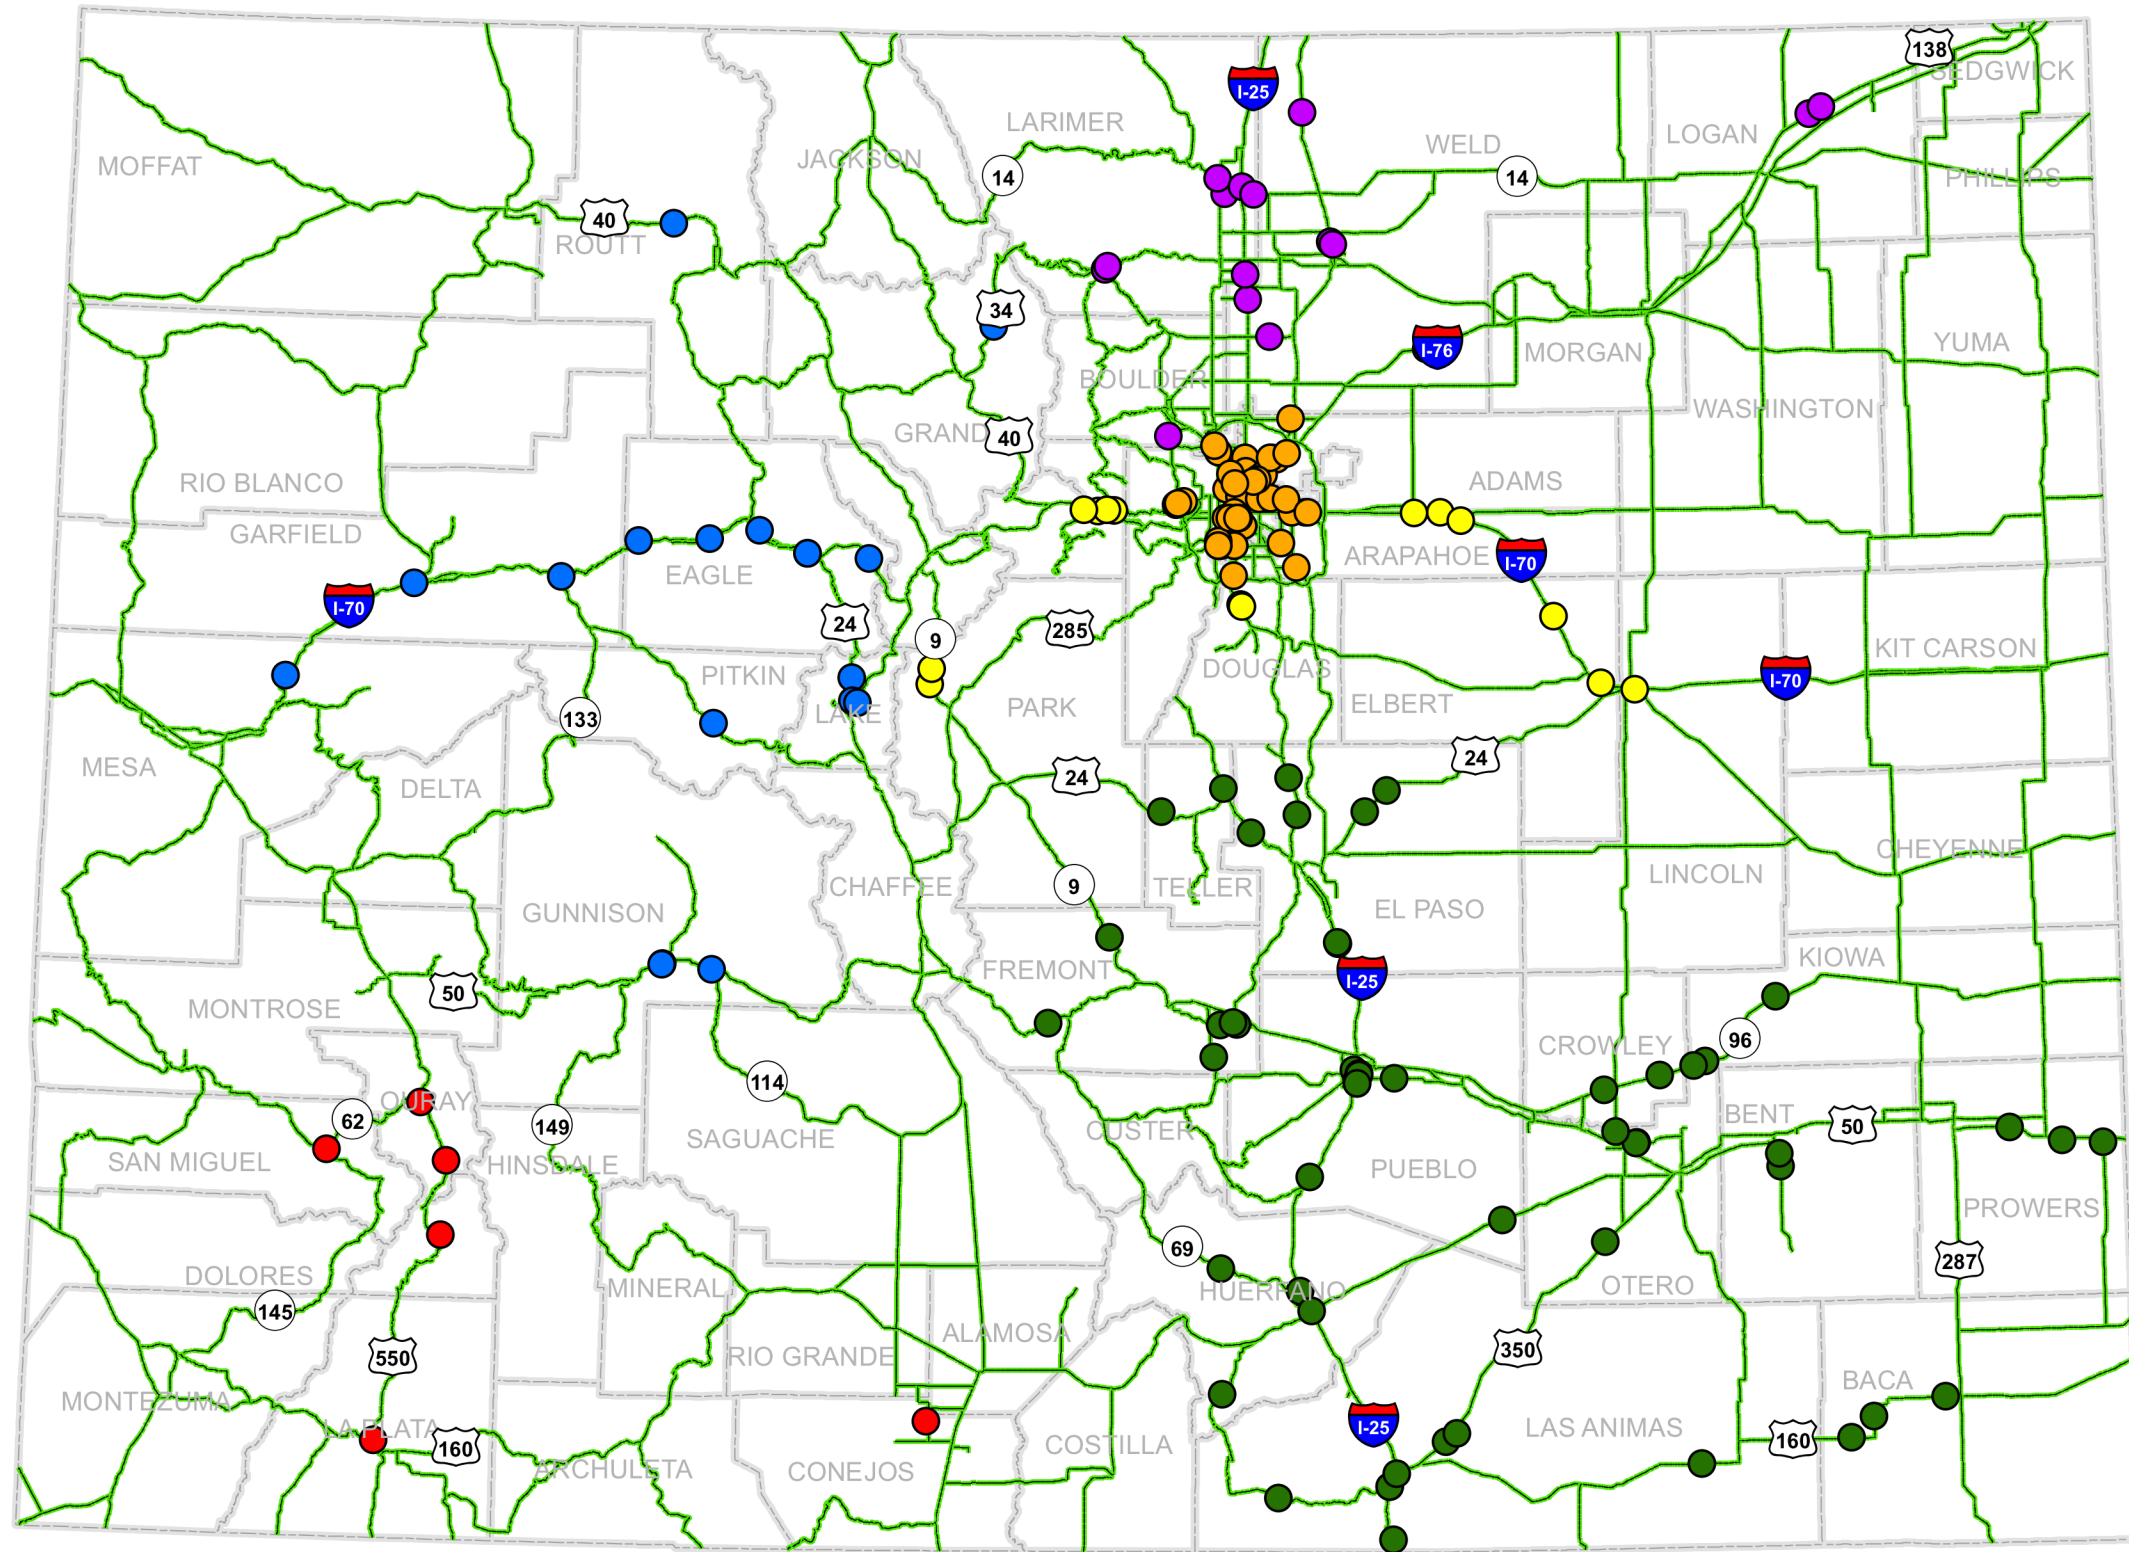 138
SEDGWICK
I-25
LARIMER
WELD
LOGAN
JACKSON
MOFFAT
14
14
PHILLIPS
40
ROUTT
34
I-76
MORGAN
YUMA
BOULDER
WASHINGTON
GRAND
40
RIO BLANCO
ADAMS
GARFIELD
ARAPAHOE
I-70
EAGLE
I-70
24
285
9
KIT CARSON
DOUGLAS
PITKIN
I-70
ELBERT
PARK
LAKE
133
24
MESA
24
DELTA
CHEYENNE
LINCOLN
9
TELLER
CHAFFEE
GUNNISON
EL PASO
KIOWA
FREMONT
I-25
50
MONTROSE
96
CROWLEY
114
OURAY
62
BENT
50
149
CUSTER
SAGUACHE
SAN MIGUEL
HINSDALE
PUEBLO
PROWERS
69
287
DOLORES
MINERAL
HUERFANO
OTERO
145
ALAMOSA
350
550
RIO GRANDE
BACA
MONTEZUMA
LA PLATA
I-25
LAS ANIMAS
160
160
COSTILLA
ARCHULETA
CONEJOS